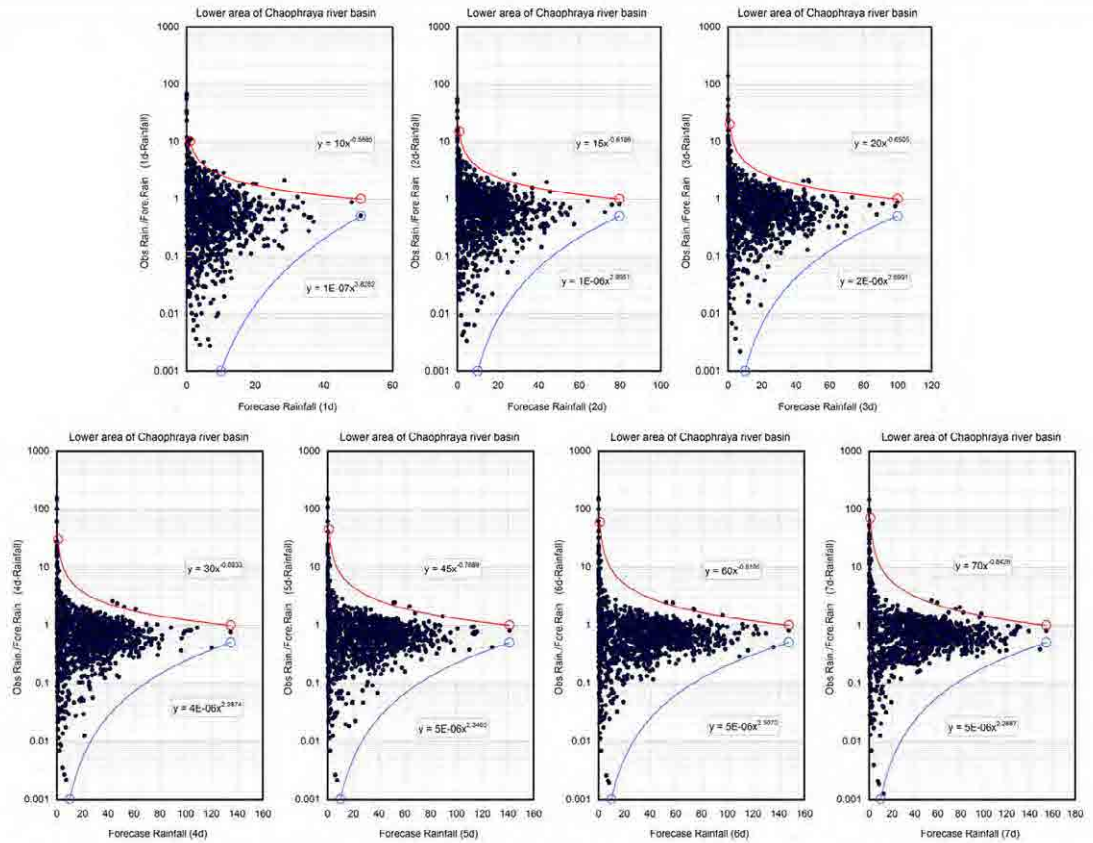 Lower area of Chaophraya river basin
Obs.Rain./Fore.Rain (1d-Rainfall)
1000
100
10
1
0.1
0.01
0.001
y = 10x
y = 1E-07x
0 20 40 60
Forecase Rainfall (1d)
Lower area of Chaophraya river basin
Obs.Rain./Fore.Rain (2d-Rainfall)
1000
100
10
1
0.1
0.01
0.001
y = 15x
y = 1E-06x
0 20 40 60 80 100
Forecase Rainfall (2d)
Lower area of Chaophraya river basin
Obs.Rain./Fore.Rain (3d-Rainfall)
1000
100
10
1
0.1
0.01
0.001
y = 20x
y = 2E-06x
0 20 40 60 80 100 120
Forecase Rainfall (3d)
Lower area of Chaophraya river basin
Obs.Rain./Fore.Rain (4d-Rainfall)
1000
100
10
1
0.1
0.01
0.001
y = 30x
y = 4E-06x
0 20 40 60 80 100 120 140 160
Forecase Rainfall (4d)
Lower area of Chaophraya river basin
Obs.Rain./Fore.Rain (5d-Rainfall)
1000
100
10
1
0.1
0.01
0.001
y = 45x
y = 5E-06x
0 20 40 60 80 100 120 140 160
Forecase Rainfall (5d)
Lower area of Chaophraya river basin
Obs.Rain./Fore.Rain (6d-Rainfall)
1000
100
10
1
0.1
0.01
0.001
y = 60x
y = 5E-06x
0 20 40 60 80 100 120 140 160
Forecase Rainfall (6d)
Lower area of Chaophraya river basin
Obs.Rain./Fore.Rain (7d-Rainfall)
1000
100
10
1
0.1
0.01
0.001
y = 70x
y = 5E-06x
0 20 40 60 80 100 120 140 160 180
Forecase Rainfall (7d)